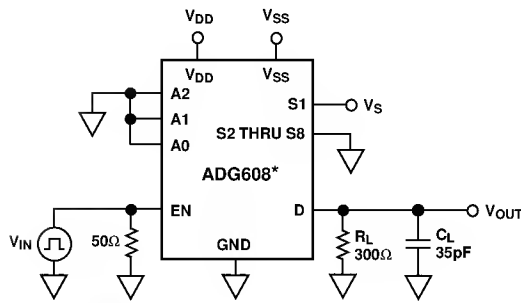 VDD
VSS
VDD
VSS
A2
A1
A0
S1
VS
S2 THRU S8
ADG608*
EN
D
VOUT
VIN
50Ω
GND
RL
300Ω
CL
35pF